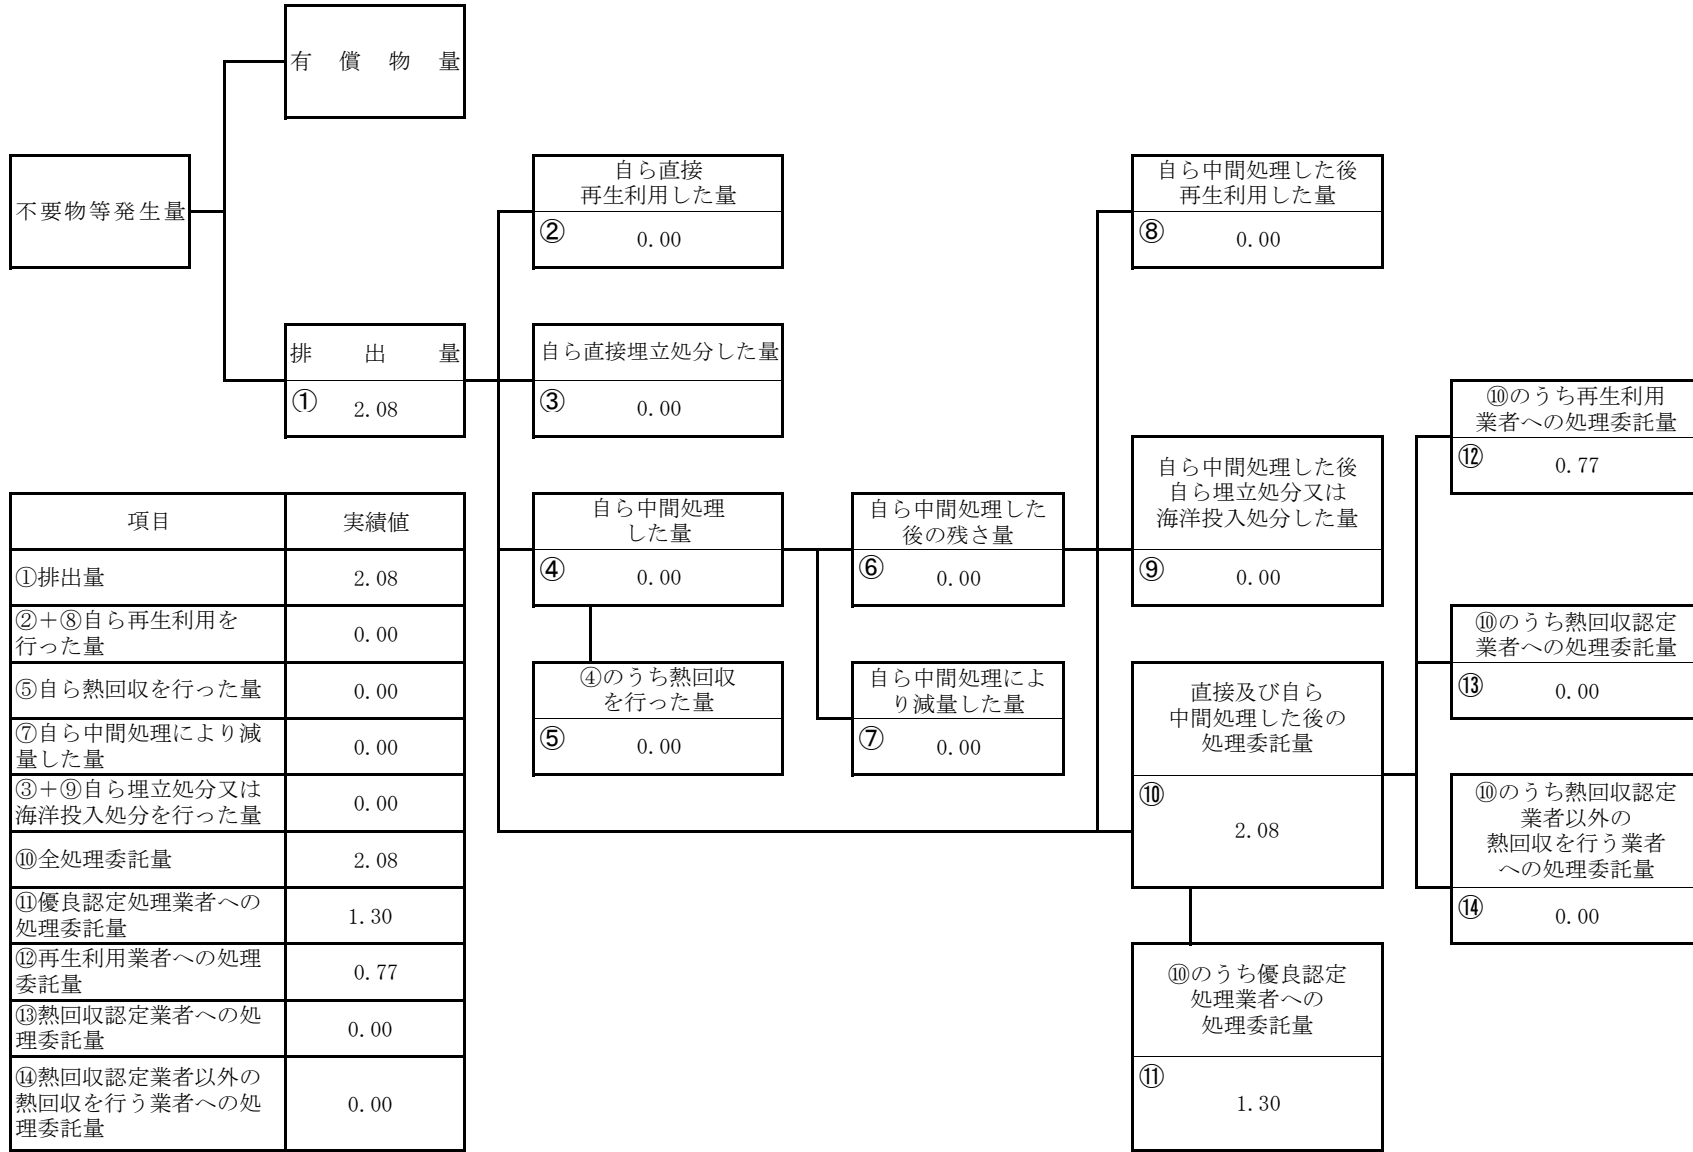 有償物量
不要物等発生量
排出量
① 2.08
自ら直接
再生利用した量
② 0.00
自ら直接埋立処分した量
③ 0.00
自ら中間処理
した量
④ 0.00
④のうち熱回収
を行った量
⑤ 0.00
自ら中間処理した
後の残さ量
⑥ 0.00
自ら中間処理によ
り減量した量
⑦ 0.00
自ら中間処理した後
再生利用した量
⑧ 0.00
自ら中間処理した後
自ら埋立処分又は
海洋投入処分した量
⑨ 0.00
直接及び自ら
中間処理した後の
処理委託量
⑩
2.08
⑩のうち優良認定
処理業者への
処理委託量
⑪
1.30
⑩のうち再生利用
業者への処理委託量
⑫ 0.77
⑩のうち熱回収認定
業者への処理委託量
⑬ 0.00
⑩のうち熱回収認定
業者以外の
熱回収を行う業者
への処理委託量
⑭ 0.00
項目 実績値
①排出量 2.08
②＋⑧自ら再生利用を
行った量 0.00
⑤自ら熱回収を行った量 0.00
⑦自ら中間処理により減
量した量 0.00
③＋⑨自ら埋立処分又は
海洋投入処分を行った量 0.00
⑩全処理委託量 2.08
⑪優良認定処理業者への
処理委託量 1.30
⑫再生利用業者への処理
委託量 0.77
⑬熱回収認定業者への処
理委託量 0.00
⑭熱回収認定業者以外の
熱回収を行う業者への処 0.00
理委託量